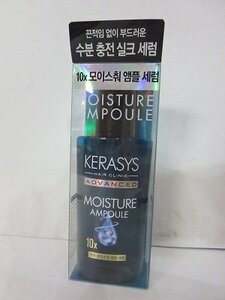 끈적임 없이 부드러운
수분 충전 실크 세럼
10x 모이스춰 앰플 세럼
MOISTURE
AMPOULE
KERASYS
HAIR CLINIC
ADVANCED
MOISTURE
AMPOULE
10x